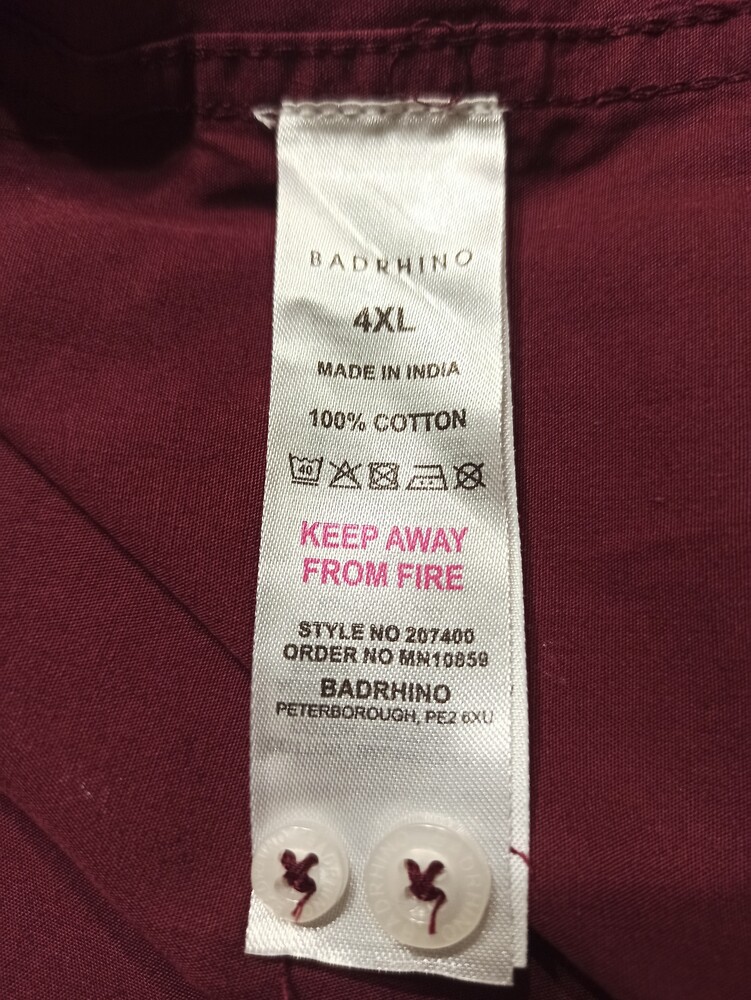 BADRHINO
4XL
MADE IN INDIA
100% COTTON
40
KEEP AWAY
FROM FIRE
STYLE NO 207400
ORDER NO MN10859
BADRHINO
PETERBOROUGH, PE2 6XU